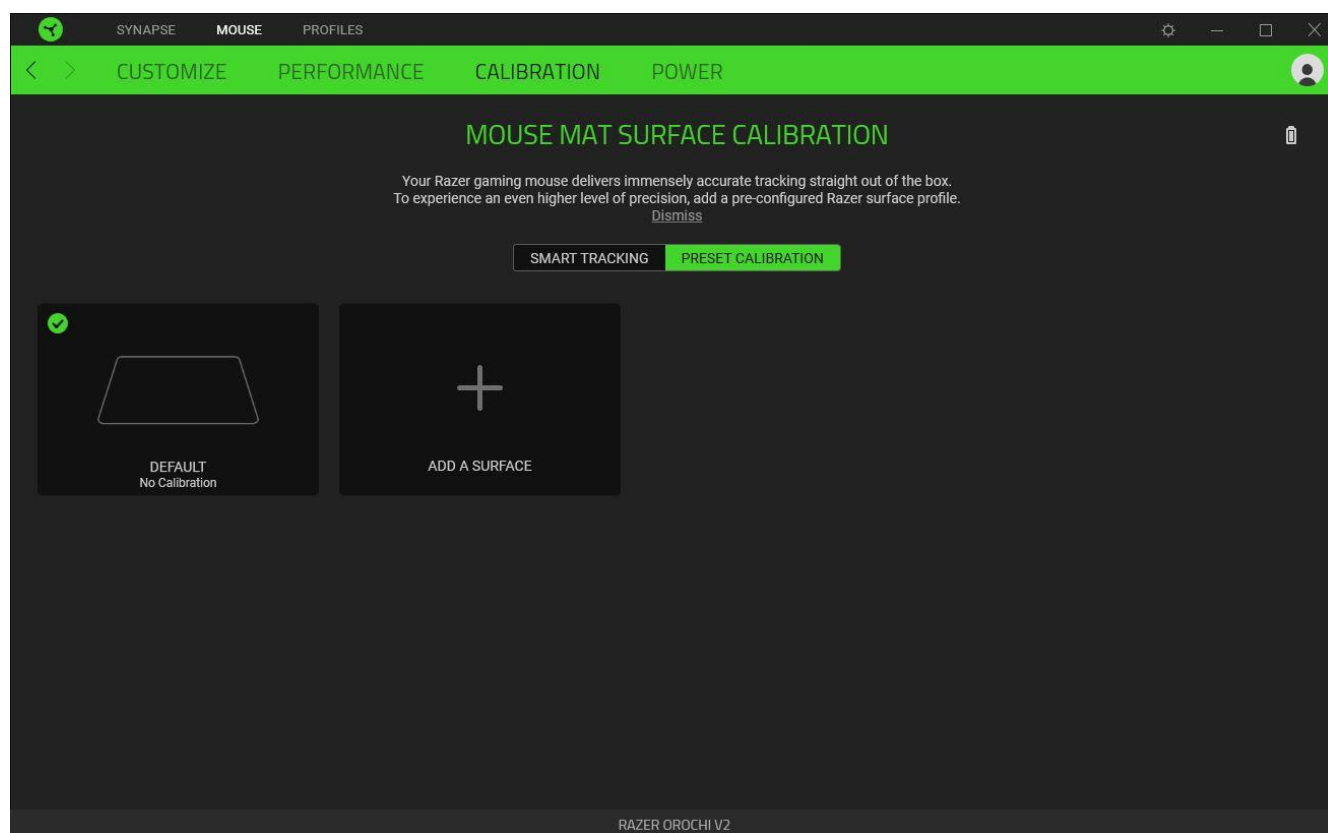 SYNAPSE MOUSE PROFILES
CUSTOMIZE PERFORMANCE CALIBRATION POWER
MOUSE MAT SURFACE CALIBRATION
Your Razer gaming mouse delivers immensely accurate tracking straight out of the box.
To experience an even higher level of precision, add a pre-configured Razer surface profile.
Dismiss
SMART TRACKING PRESET CALIBRATION
DEFAULT
No Calibration
ADD A SURFACE
RAZER OROCHI V2